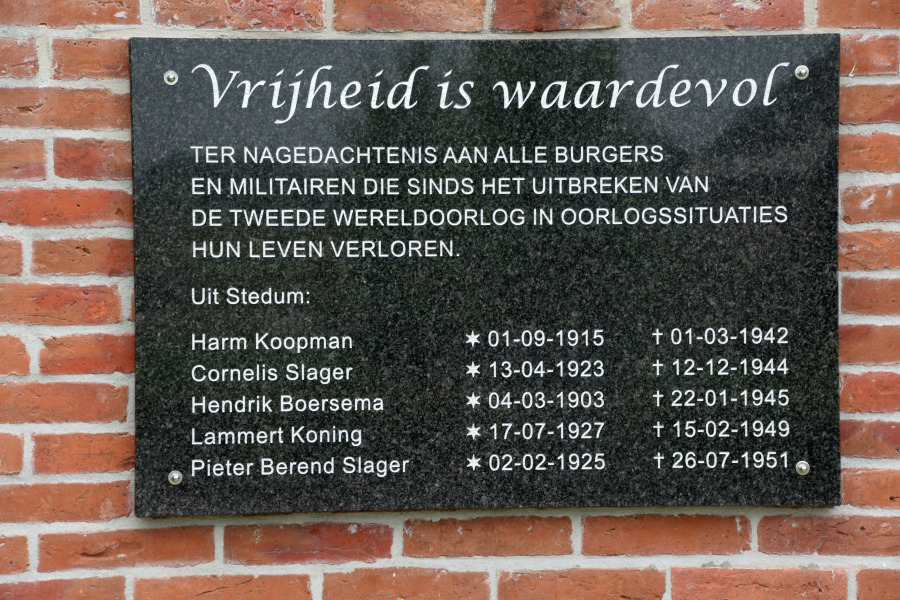 Vrijheid is waardevol
TER NAGEDACHTENIS AAN ALLE BURGERS
EN MILITAIREN DIE SINDS HET UITBREKEN VAN
DE TWEEDE WERELDOORLOG IN OORLOGSSITUATIES
HUN LEVEN VERLOREN.
Uit Stedum:
Harm Koopman ✶ 01-09-1915 † 01-03-1942
Cornelis Slager ✶ 13-04-1923 † 12-12-1944
Hendrik Boersema ✶ 04-03-1903 † 22-01-1945
Lammert Koning ✶ 17-07-1927 † 15-02-1949
Pieter Berend Slager ✶ 02-02-1925 † 26-07-1951